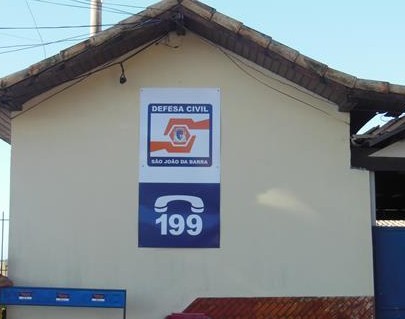 DEFESA CIVIL
SÃO JOÃO DA BARRA
199